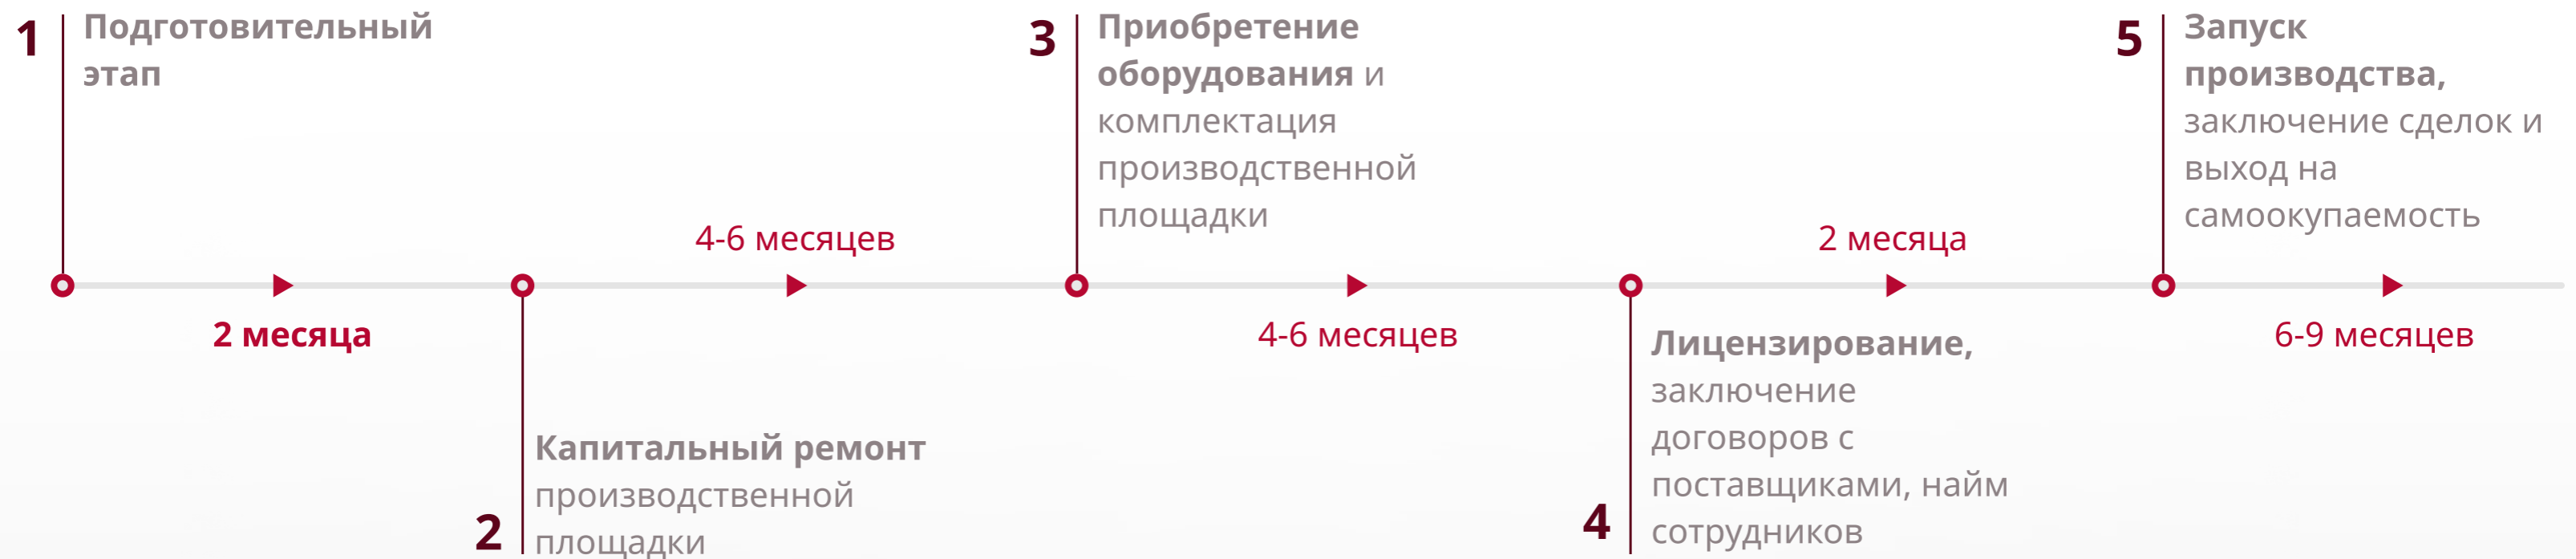 1
Подготовительный
этап
2 месяца
2
Капитальный ремонт
производственной
площадки
4-6 месяцев
3
Приобретение
оборудования и
комплектация
производственной
площадки
4-6 месяцев
4
Лицензирование,
заключение
договоров с
поставщиками, найм
сотрудников
2 месяца
5
Запуск
производства,
заключение сделок и
выход на
самоокупаемость
6-9 месяцев